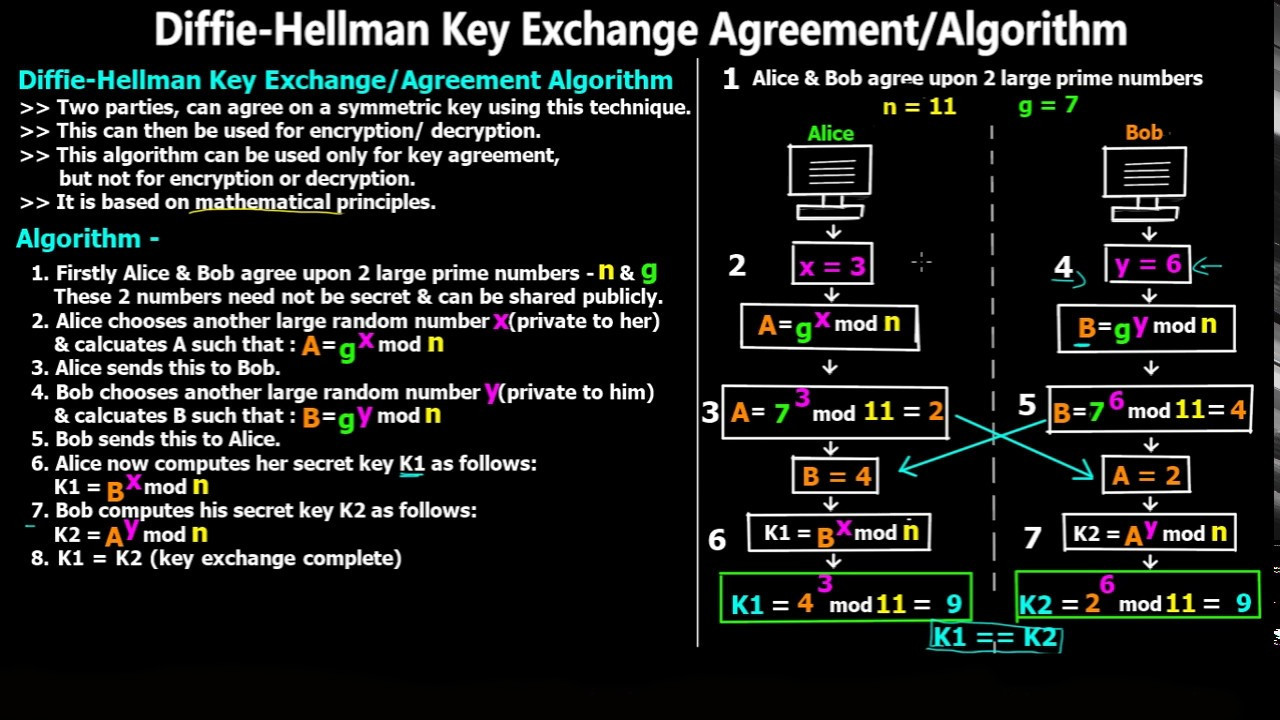 Diffie-Hellman Key Exchange Agreement/Algorithm
Diffie-Hellman Key Exchange/Agreement Algorithm
>> Two parties, can agree on a symmetric key using this technique.
>> This can then be used for encryption/ decryption.
>> This algorithm can be used only for key agreement,
but not for encryption or decryption.
>> It is based on mathematical principles.
Algorithm -
1. Firstly Alice & Bob agree upon 2 large prime numbers - n & g
These 2 numbers need not be secret & can be shared publicly.
2. Alice chooses another large random number x(private to her)
& calcuates A such that : A=g^x mod n
3. Alice sends this to Bob.
4. Bob chooses another large random number y(private to him)
& calcuates B such that : B=g^y mod n
5. Bob sends this to Alice.
6. Alice now computes her secret key K1 as follows:
K1 = B^x mod n
7. Bob computes his secret key K2 as follows:
K2 = A^y mod n
8. K1 = K2 (key exchange complete)
1 Alice & Bob agree upon 2 large prime numbers
n = 11 g = 7
Alice Bob
2 x = 3 4 y = 6
A=g^x mod n B=g^y mod n
3 A= 7^3 mod 11 = 2 5 B=7^6 mod 11= 4
B = 4 A = 2
6 K1 = B^x mod n 7 K2 = A^y mod n
K1 = 4^3 mod 11 = 9 K2 = 2^6 mod 11 = 9
K1 == K2